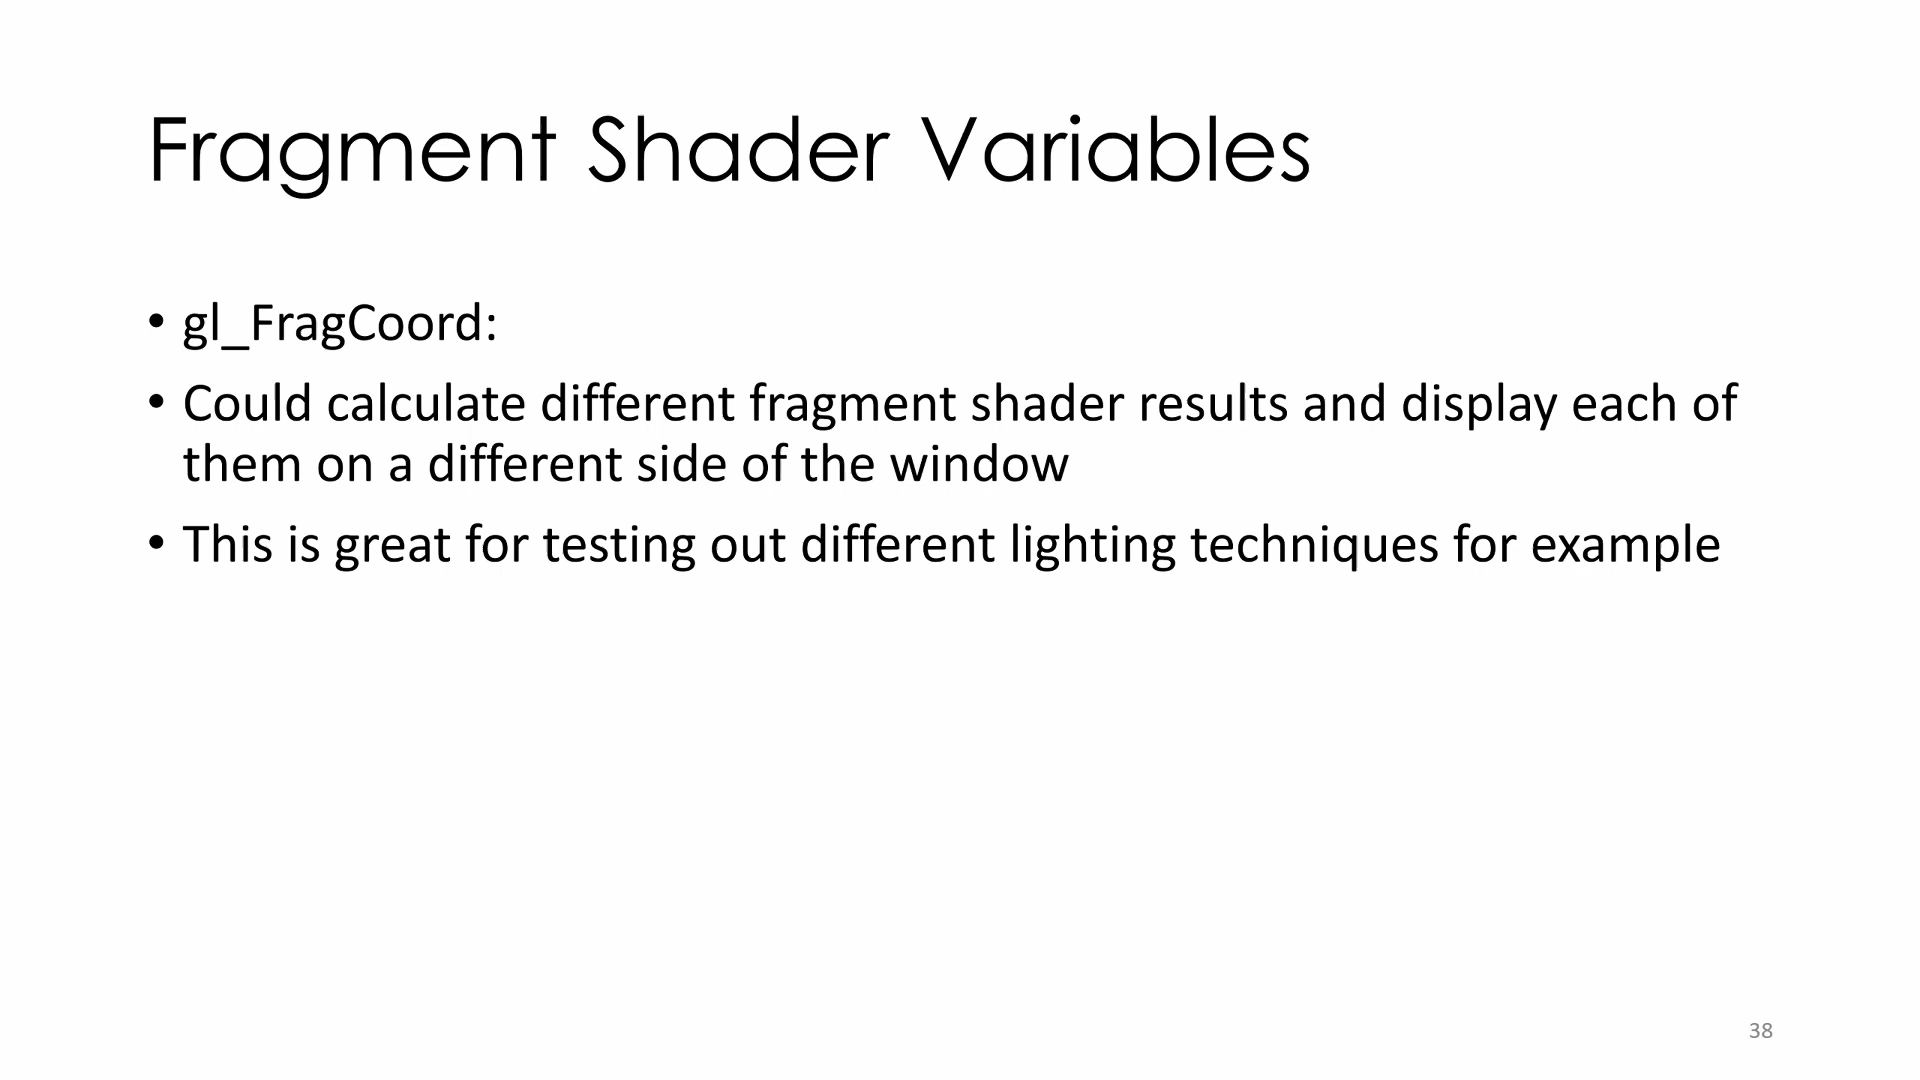 Fragment Shader Variables
• gl_FragCoord:
• Could calculate different fragment shader results and display each of
them on a different side of the window
• This is great for testing out different lighting techniques for example
38